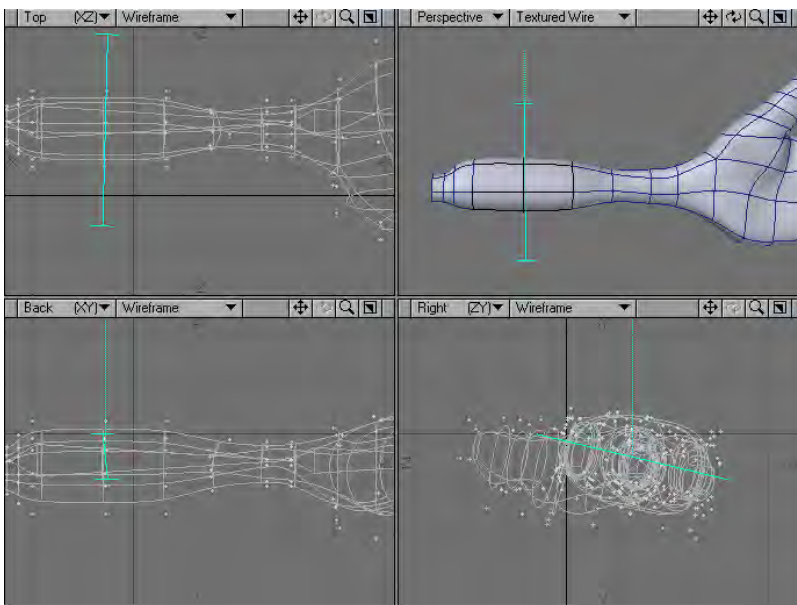 Top (XZ) Wireframe
Perspective Textured Wire
Back (XY) Wireframe
Right (ZY) Wireframe